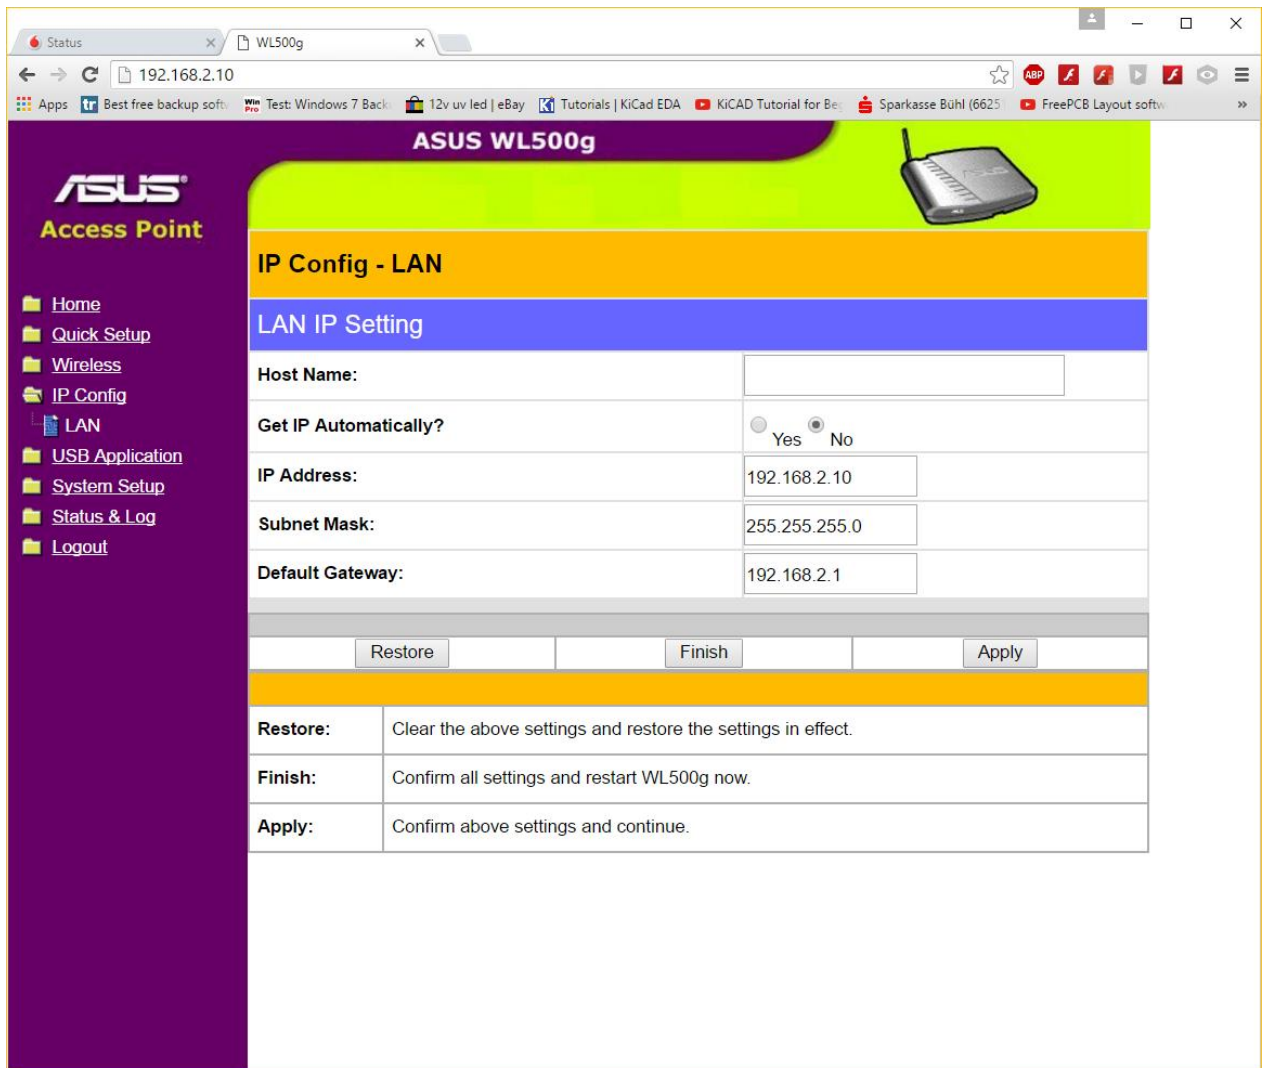 Status
WL500g
192.168.2.10
ABP
Apps
tr Best free backup softw
Win Pro Test: Windows 7 Back
12v uv led | eBay
Tutorials | KiCad EDA
KiCAD Tutorial for Be
Sparkasse Bühl (6625
FreePCB Layout softw
»
ASUS WL500g
ASUS
Access Point
Home
Quick Setup
Wireless
IP Config
LAN
USB Application
System Setup
Status & Log
Logout
IP Config - LAN
LAN IP Setting
Host Name:
Get IP Automatically? Yes No
IP Address: 192.168.2.10
Subnet Mask: 255.255.255.0
Default Gateway: 192.168.2.1
Restore Finish Apply
Restore: Clear the above settings and restore the settings in effect.
Finish: Confirm all settings and restart WL500g now.
Apply: Confirm above settings and continue.